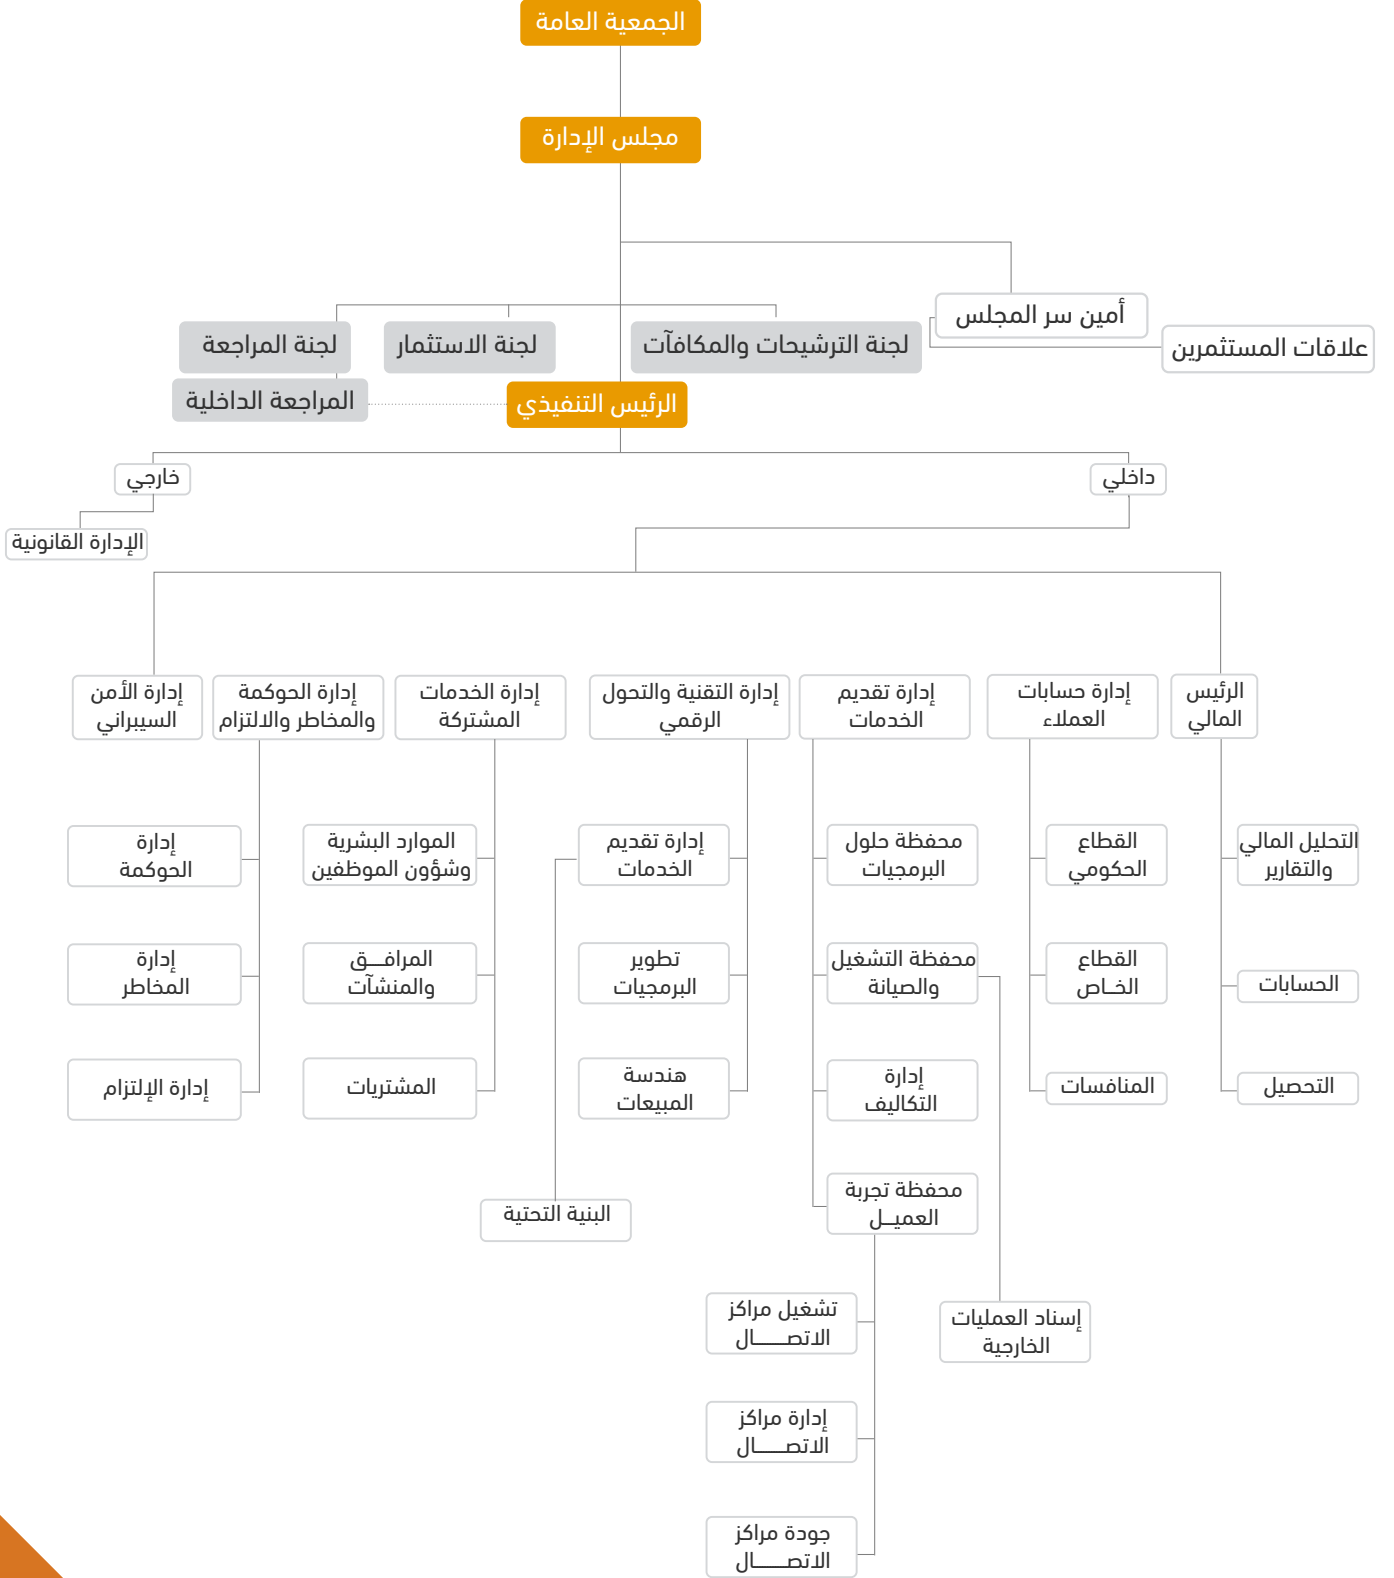 الجمعية العامة
مجلس الإدارة
أمين سر المجلس
علاقات المستثمرين
لجنة الترشيحات والمكافآت
لجنة الاستثمار
لجنة المراجعة
الرئيس التنفيذي
المراجعة الداخلية
داخلي
خارجي
الإدارة القانونية
الرئيس
المالي
إدارة حسابات
العملاء
إدارة تقديم
الخدمات
إدارة التقنية والتحول
الرقمي
إدارة الخدمات
المشتركة
إدارة الحوكمة
والمخاطر والالتزام
إدارة الأمن
السيبراني
التحليل المالي
والتقارير
الحسابات
التحصيل
القطاع
الحكومي
القطاع
الخـاص
المنافسات
محفظة حلول
البرمجيات
محفظة التشغيل
والصيانة
إدارة
التكاليف
محفظة تجربة
العميـل
إسناد العمليات
الخارجية
تشغيل مراكز
الاتصـــــال
إدارة مراكز
الاتصـــــال
جودة مراكز
الاتصـــــال
إدارة تقديم
الخدمات
تطوير
البرمجيات
هندسة
المبيعات
البنية التحتية
الموارد البشرية
وشؤون الموظفين
المرافـــق
والمنشآت
المشتريات
إدارة
الحوكمة
إدارة
المخاطر
إدارة الإلتزام